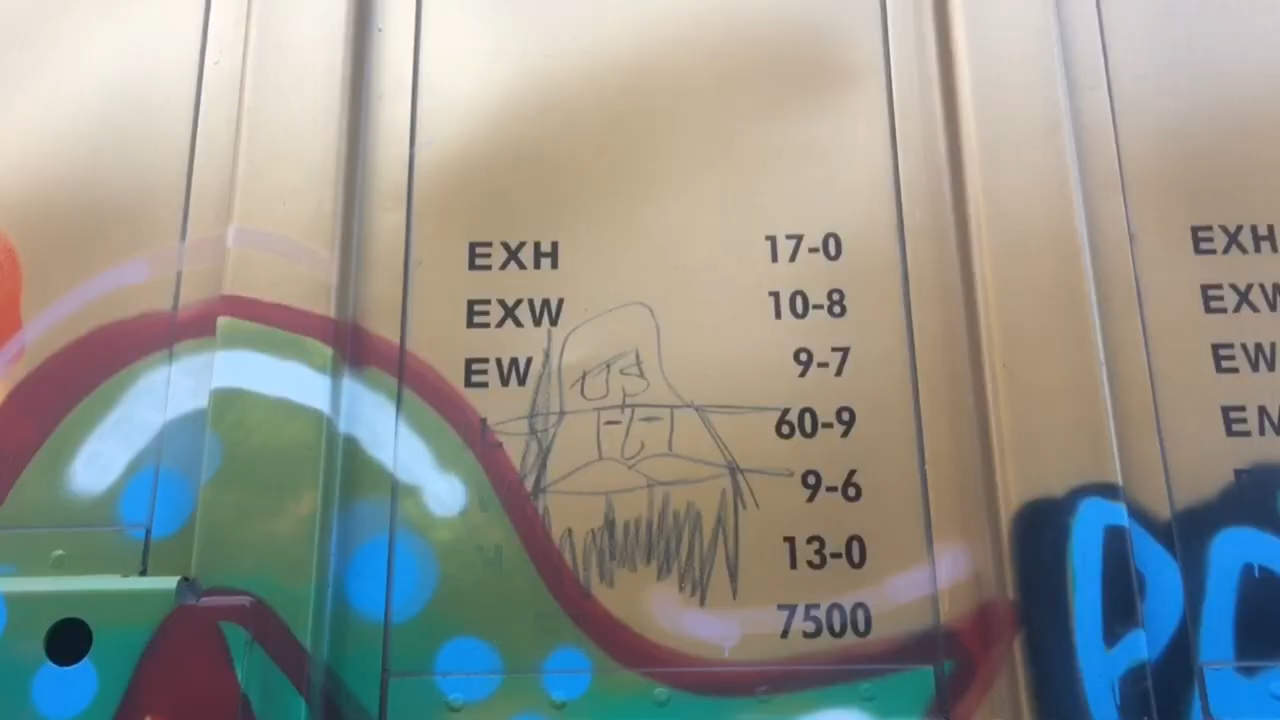 EXH 17-0
EXW 10-8
EW 9-7
60-9
9-6
13-0
7500
US
EXH
EXW
EW